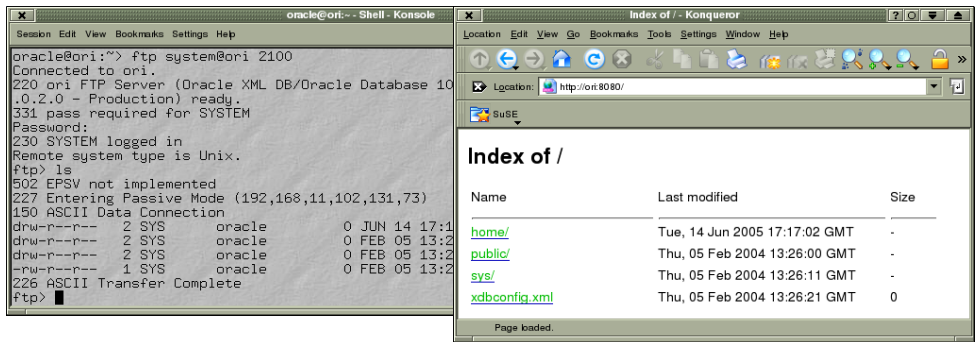 oracle@ori:~ - Shell - Konsole
Session Edit View Bookmarks Settings Help
oracle@ori:~> ftp system@ori 2100
Connected to ori.
220 ori FTP Server (Oracle XML DB/Oracle Database 10
.0.2.0 - Production) ready.
331 pass required for SYSTEM
Password:
230 SYSTEM logged in
Remote system type is Unix.
ftp> ls
502 EPSV not implemented
227 Entering Passive Mode (192,168,11,102,131,73)
150 ASCII Data Connection
drw-r--r-- 2 SYS oracle 0 JUN 14 17:1
drw-r--r-- 2 SYS oracle 0 FEB 05 13:2
drw-r--r-- 2 SYS oracle 0 FEB 05 13:2
-rw-r--r-- 1 SYS oracle 0 FEB 05 13:2
226 ASCII Transfer Complete
ftp>
Index of / - Konqueror
Location Edit View Go Bookmarks Tools Settings Window Help
Location: http://ori:8080/
SuSE
Index of /
Name Last modified Size
home/ Tue, 14 Jun 2005 17:17:02 GMT -
public/ Thu, 05 Feb 2004 13:26:00 GMT -
sys/ Thu, 05 Feb 2004 13:26:11 GMT -
xdbconfig.xml Thu, 05 Feb 2004 13:26:21 GMT 0
Page loaded.